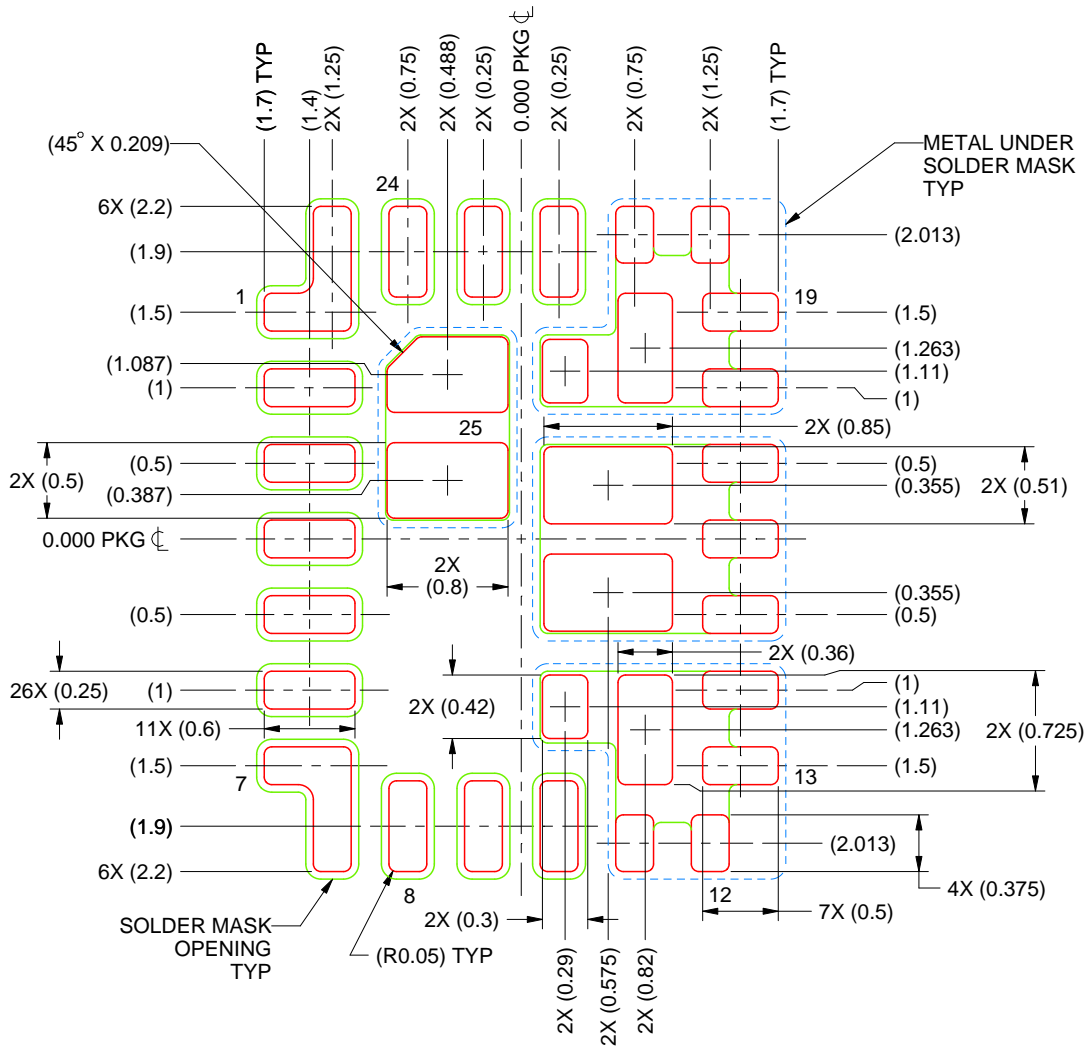 (1.7) TYP
(1.4)
2X (1.25)
2X (0.75)
2X (0.488)
2X (0.25)
0.000 PKG ℄
2X (0.25)
2X (0.75)
2X (1.25)
(1.7) TYP
(45° X 0.209)
METAL UNDER
SOLDER MASK
TYP
24
6X (2.2)
(1.9)
(2.013)
1
19
(1.5)
(1.5)
(1.087)
(1.263)
(1.11)
(1)
(1)
25
2X (0.85)
(0.5)
(0.5)
2X (0.5)
(0.387)
(0.355)
2X (0.51)
0.000 PKG ℄
2X
(0.8)
(0.355)
(0.5)
(0.5)
2X (0.36)
26X (0.25)
(1)
(1)
2X (0.42)
(1.11)
11X (0.6)
(1.263)
2X (0.725)
(1.5)
(1.5)
7
13
(1.9)
(2.013)
6X (2.2)
4X (0.375)
8
12
2X (0.3)
7X (0.5)
SOLDER MASK
OPENING
TYP
(R0.05) TYP
2X (0.29)
2X (0.575)
2X (0.82)